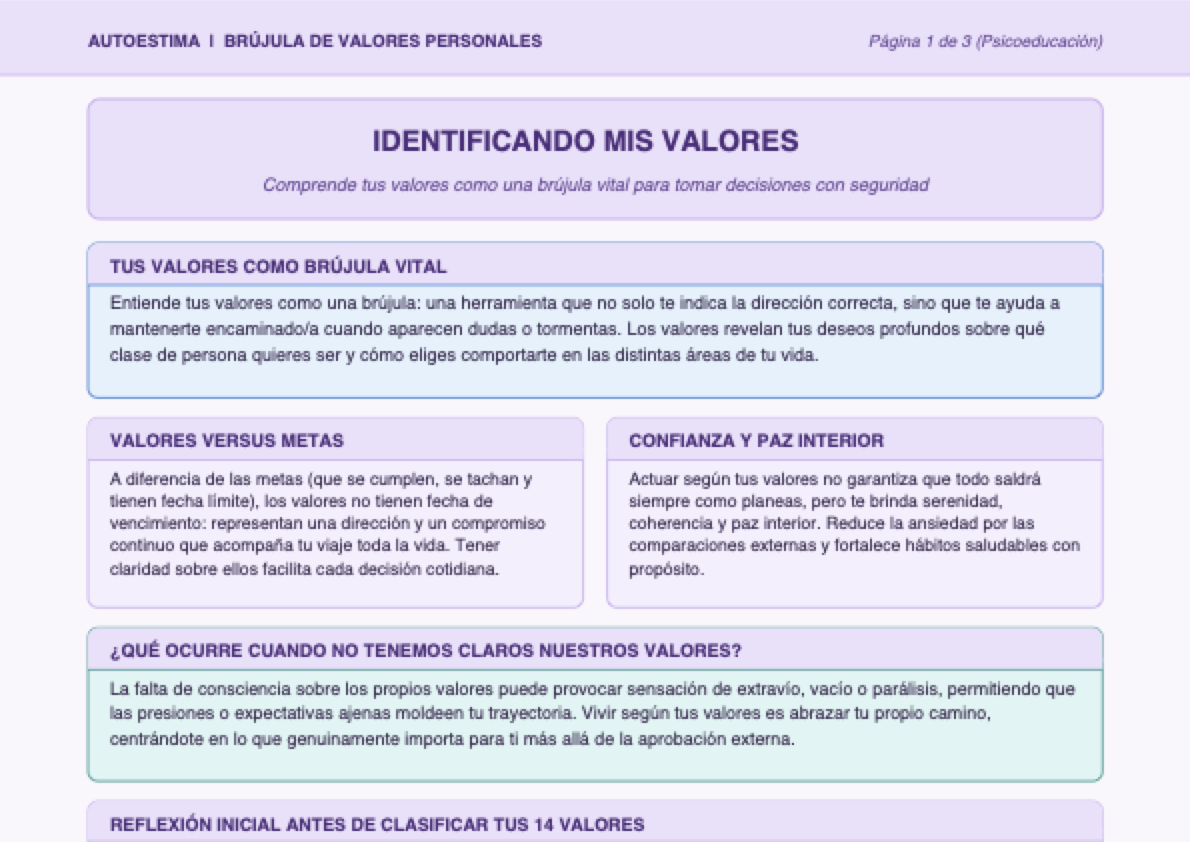 AUTOESTIMA | BRÚJULA DE VALORES PERSONALES
Página 1 de 3 (Psicoeducación)
IDENTIFICANDO MIS VALORES
Comprende tus valores como una brújula vital para tomar decisiones con seguridad
TUS VALORES COMO BRÚJULA VITAL
Entiende tus valores como una brújula: una herramienta que no solo te indica la dirección correcta, sino que te ayuda a
mantenerte encaminado/a cuando aparecen dudas o tormentas. Los valores revelan tus deseos profundos sobre qué
clase de persona quieres ser y cómo eliges comportarte en las distintas áreas de tu vida.
VALORES VERSUS METAS
A diferencia de las metas (que se cumplen, se tachan y
tienen fecha límite), los valores no tienen fecha de
vencimiento: representan una dirección y un compromiso
continuo que acompaña tu viaje toda la vida. Tener
claridad sobre ellos facilita cada decisión cotidiana.
CONFIANZA Y PAZ INTERIOR
Actuar según tus valores no garantiza que todo saldrá
siempre como planeas, pero te brinda serenidad,
coherencia y paz interior. Reduce la ansiedad por las
comparaciones externas y fortalece hábitos saludables con
propósito.
¿QUÉ OCURRE CUANDO NO TENEMOS CLAROS NUESTROS VALORES?
La falta de consciencia sobre los propios valores puede provocar sensación de extravío, vacío o parálisis, permitiendo que
las presiones o expectativas ajenas moldeen tu trayectoria. Vivir según tus valores es abrazar tu propio camino,
centrándote en lo que genuinamente importa para ti más allá de la aprobación externa.
REFLEXIÓN INICIAL ANTES DE CLASIFICAR TUS 14 VALORES